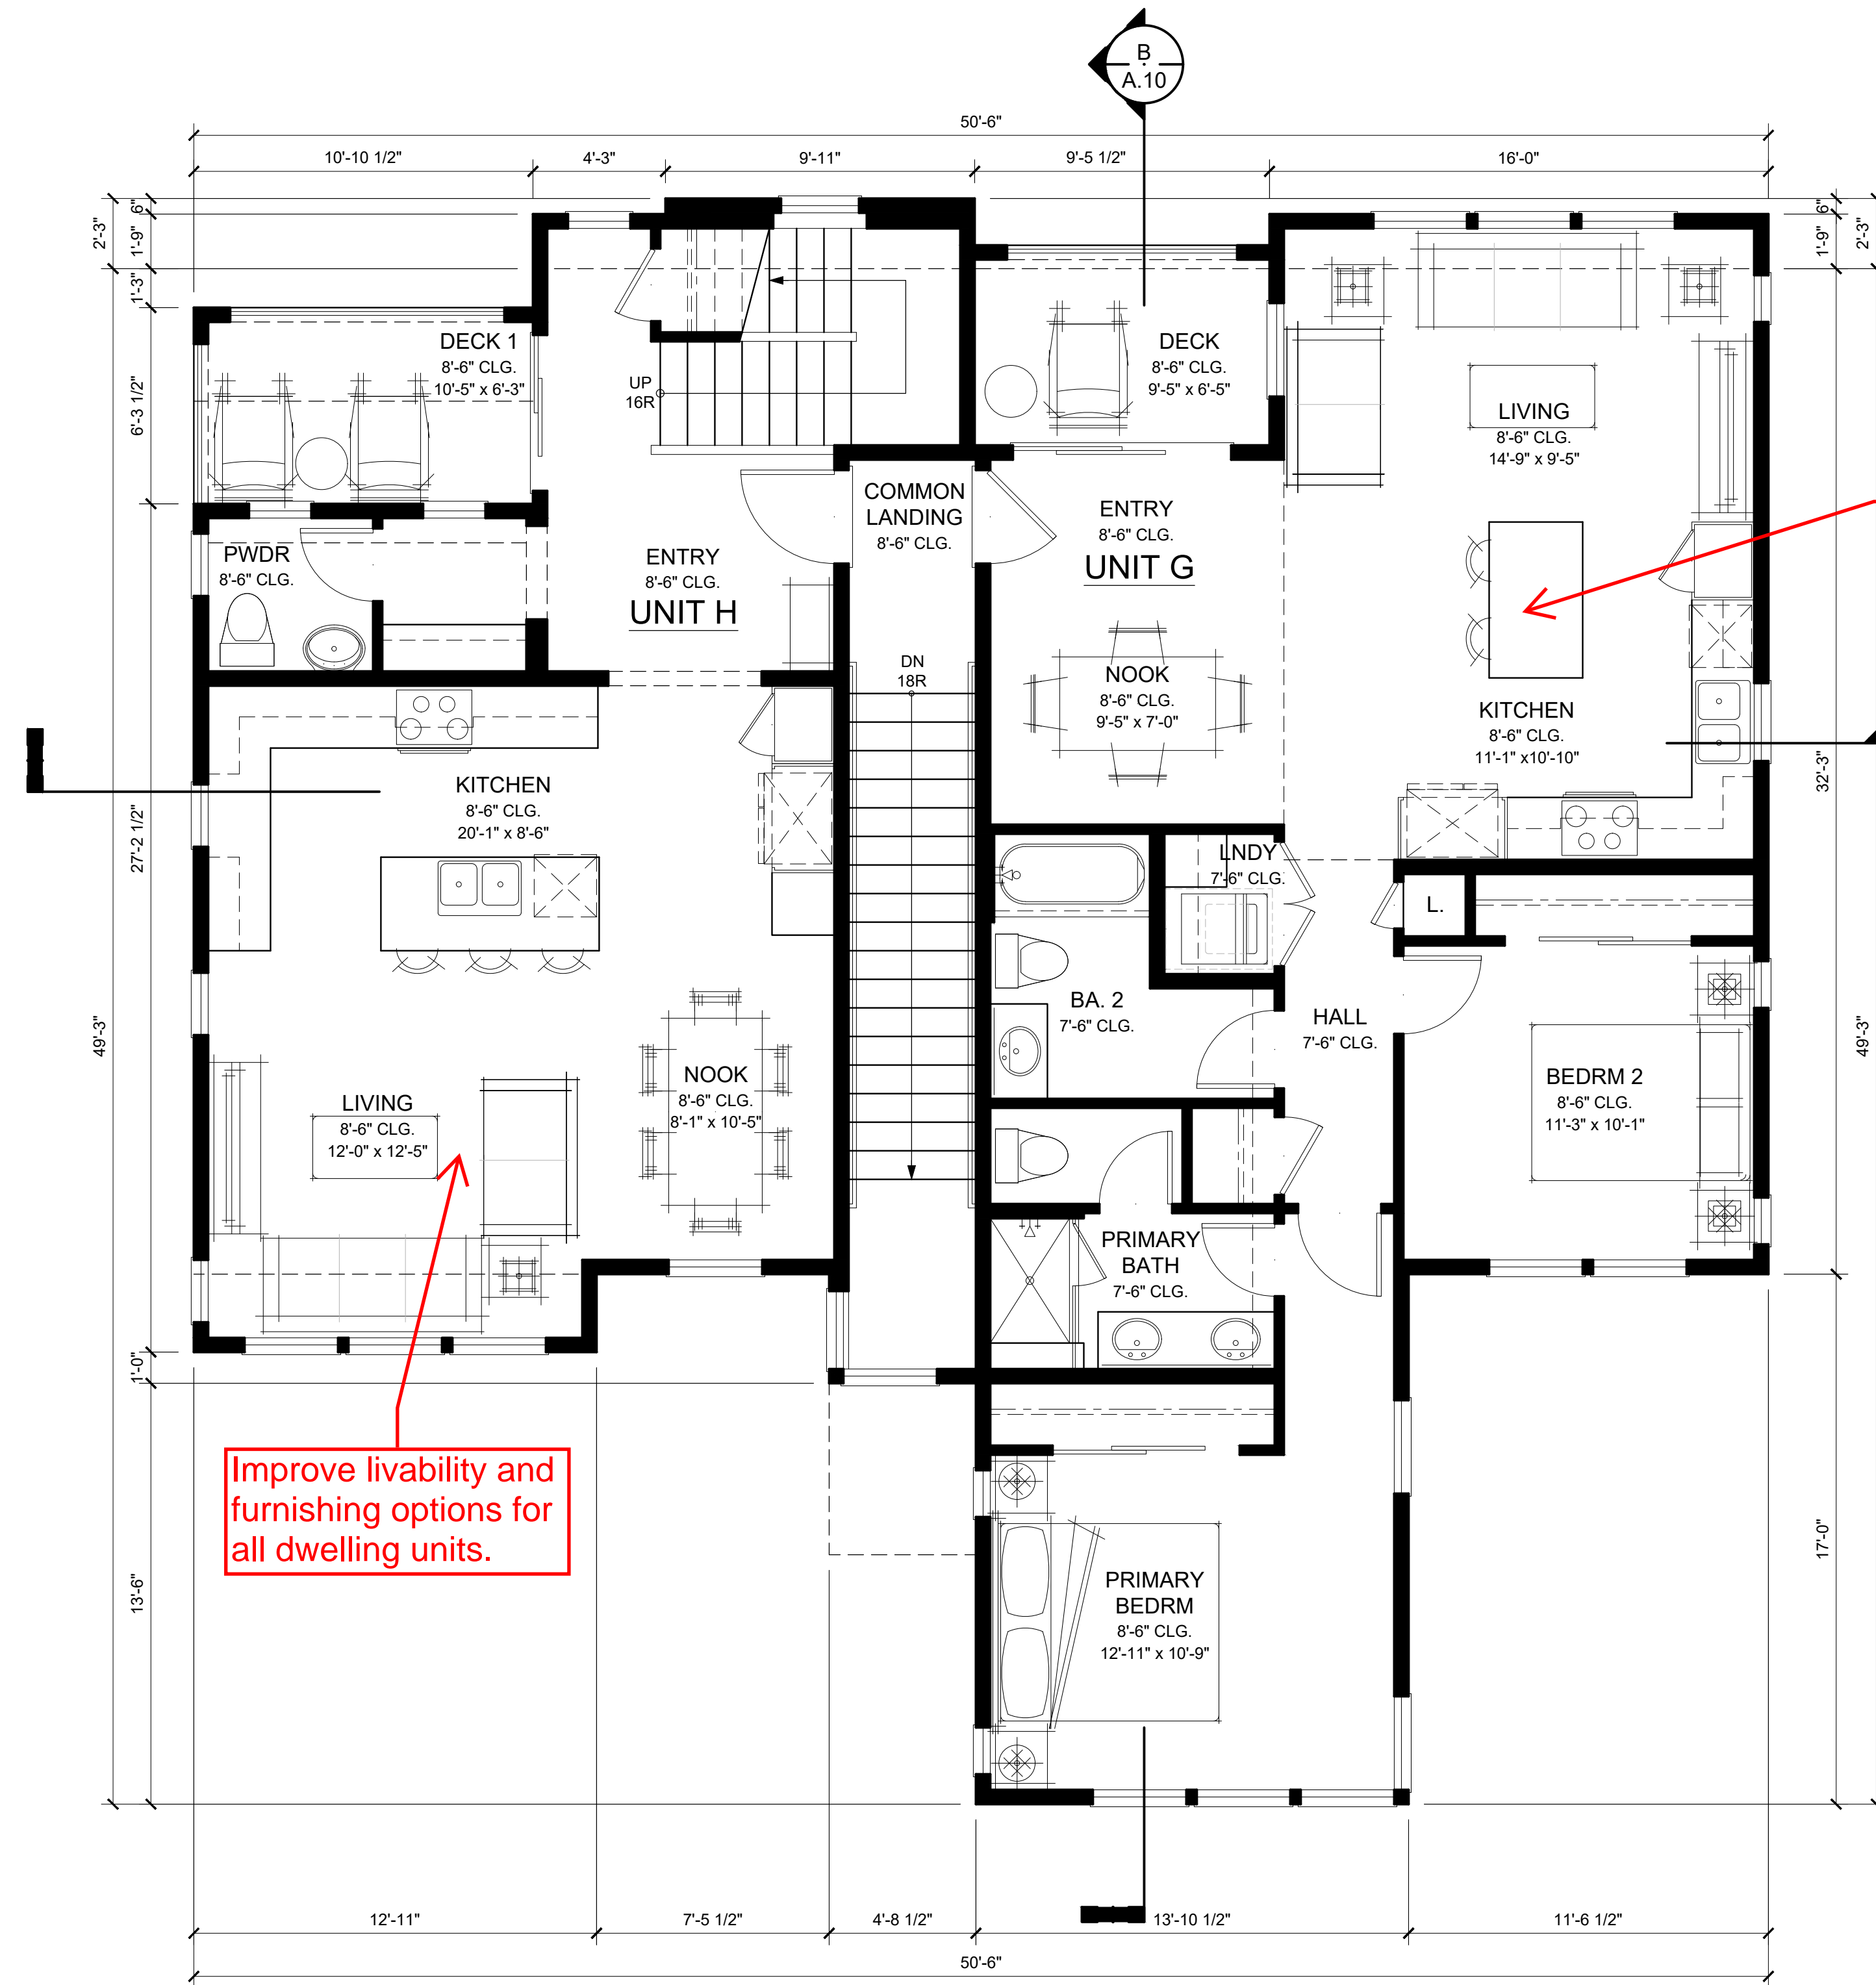 B
A.10
50'-6"
10'-10 1/2"
4'-3"
9'-11"
9'-5 1/2"
16'-0"
2'-3"
6"
1'-9"
1'-3"
6'-3 1/2"
27'-2 1/2"
49'-3"
1'-0"
13'-6"
6"
1'-9"
2'-3"
32'-3"
49'-3"
17'-0"
DECK 1
8'-6" CLG.
10'-5" x 6'-3"
UP
16R
DECK
8'-6" CLG.
9'-5" x 6'-5"
LIVING
8'-6" CLG.
14'-9" x 9'-5"
COMMON
LANDING
8'-6" CLG.
ENTRY
8'-6" CLG.
UNIT G
PWDR
8'-6" CLG.
ENTRY
8'-6" CLG.
UNIT H
DN
18R
NOOK
8'-6" CLG.
9'-5" x 7'-0"
KITCHEN
8'-6" CLG.
11'-1" x10'-10"
KITCHEN
8'-6" CLG.
20'-1" x 8'-6"
LNDY
7'-6" CLG.
L.
BA. 2
7'-6" CLG.
HALL
7'-6" CLG.
BEDRM 2
8'-6" CLG.
11'-3" x 10'-1"
LIVING
8'-6" CLG.
12'-0" x 12'-5"
NOOK
8'-6" CLG.
8'-1" x 10'-5"
PRIMARY
BATH
7'-6" CLG.
Improve livability and
furnishing options for
all dwelling units.
PRIMARY
BEDRM
8'-6" CLG.
12'-11" x 10'-9"
12'-11"
7'-5 1/2"
4'-8 1/2"
13'-10 1/2"
11'-6 1/2"
50'-6"